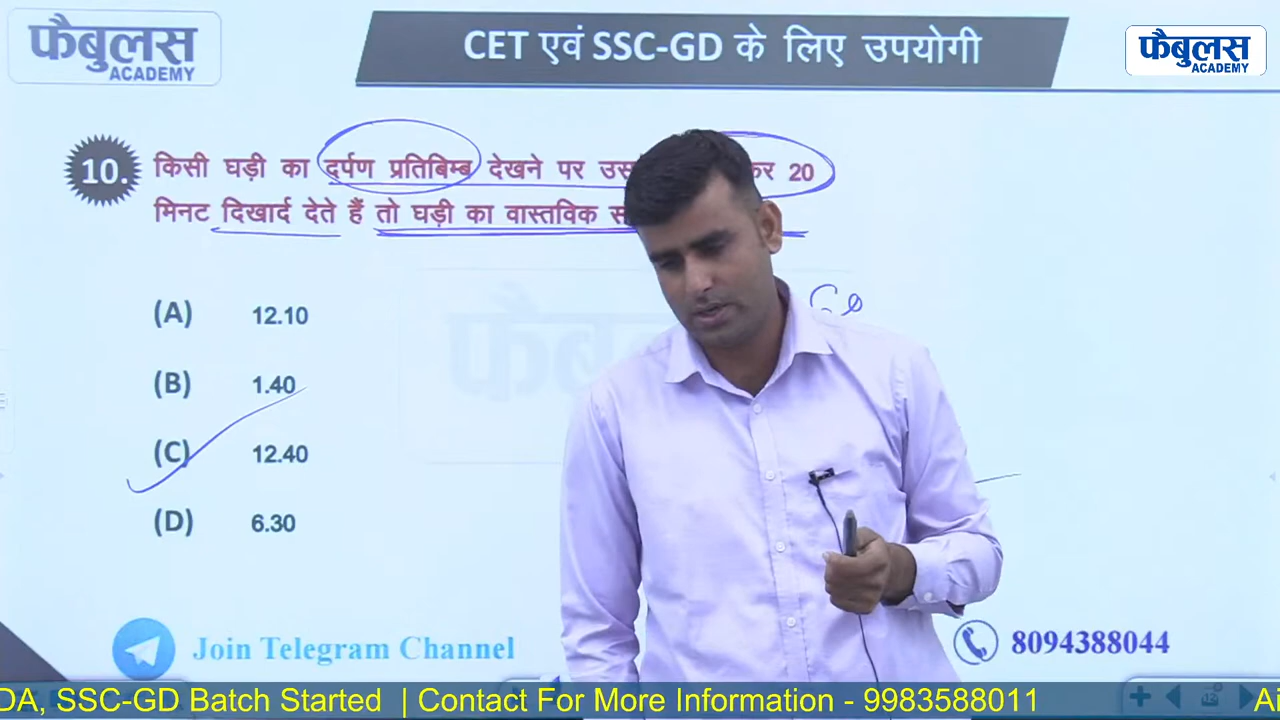 फैबुलस
ACADEMY
CET एवं SSC-GD के लिए उपयोगी
फैबुलस
ACADEMY
10. किसी घड़ी का दर्पण प्रतिबिम्ब देखने पर 20
मिनट दिखार्द देते हैं तो घड़ी का वास्तविक
(A) 12.10
(B) 1.40
(C) 12.40
(D) 6.30
Join Telegram Channel
8094388044
DA, SSC-GD Batch Started | Contact For More Information - 9983588011